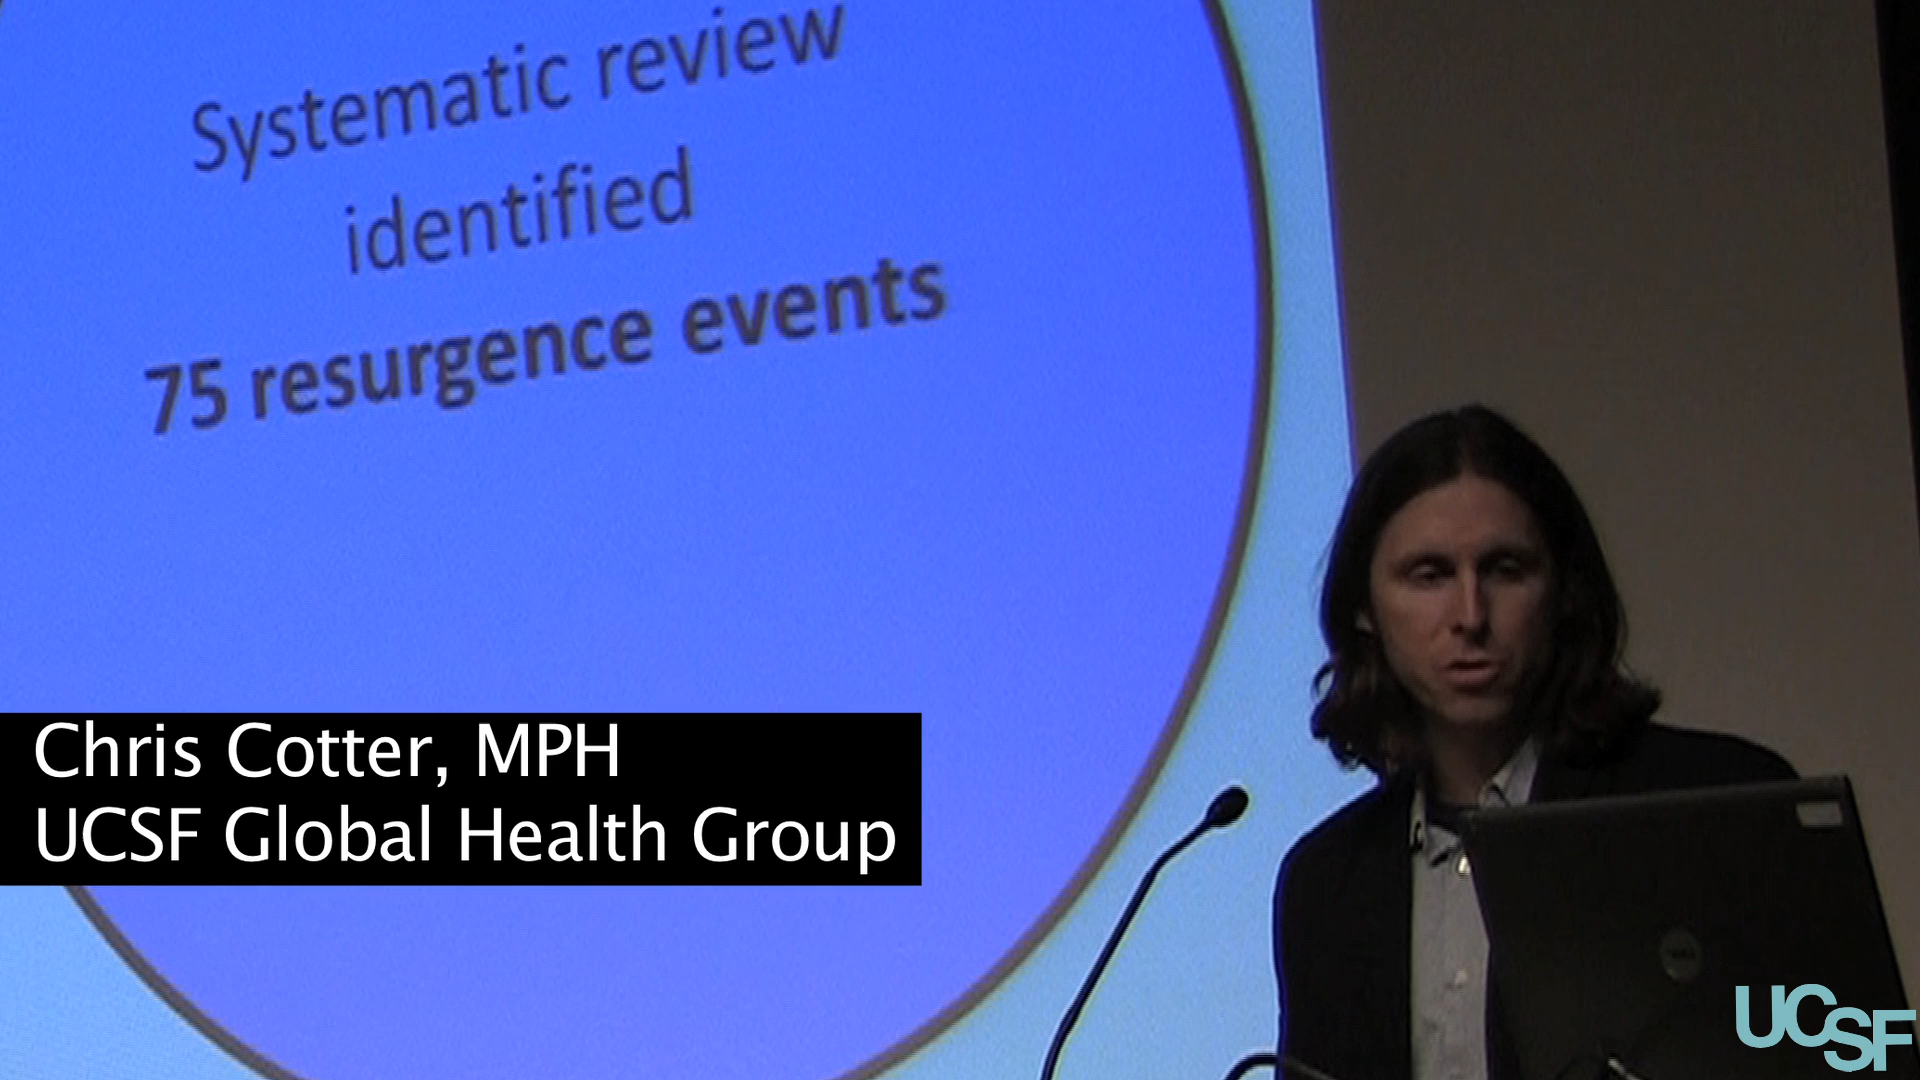 Systematic review
identified
75 resurgence events
Chris Cotter, MPH
UCSF Global Health Group
UCSF